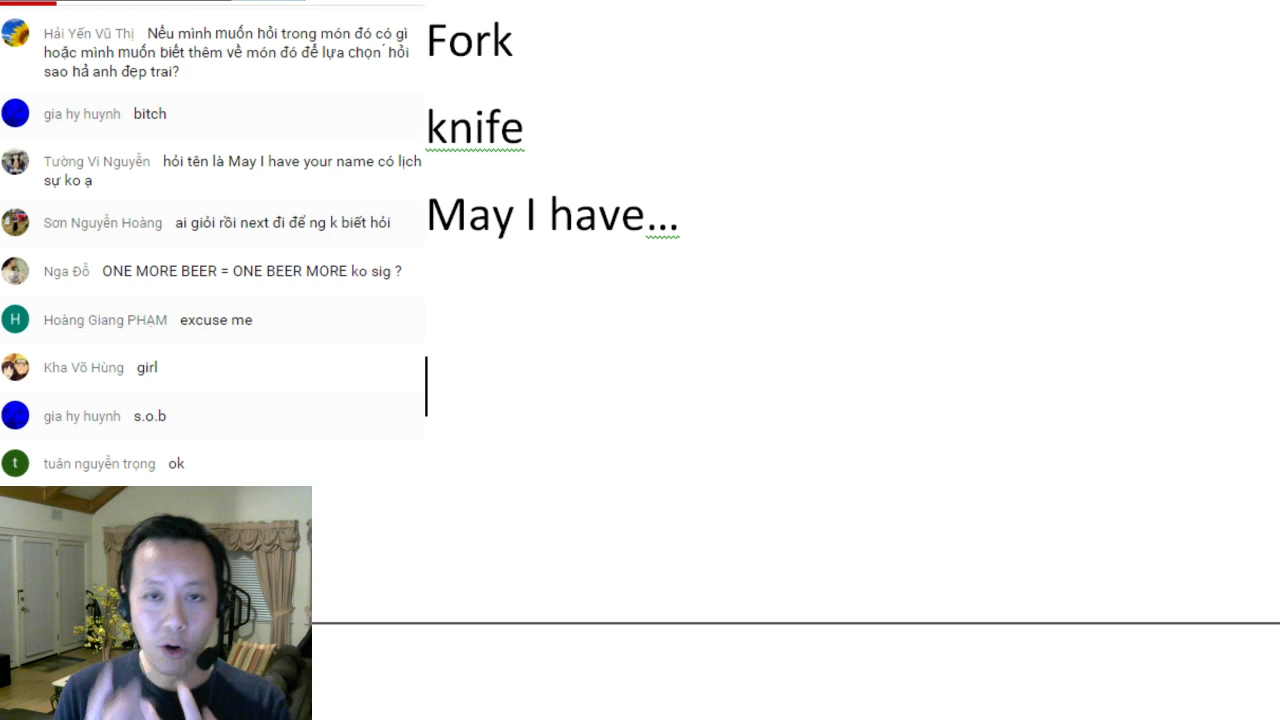 Hải Yến Vũ Thị Nếu mình muốn hỏi trong món đó có gì
hoặc mình muốn biết thêm về món đó để lựa chọn hỏi
sao hả anh đẹp trai?
gia hy huynh bitch
Tường Vi Nguyễn hỏi tên là May I have your name có lịch
sự ko ạ
Sơn Nguyễn Hoàng ai giỏi rồi next đi để ng k biết hỏi
Nga Đỗ ONE MORE BEER = ONE BEER MORE ko sig ?
H Hoàng Giang PHẠM excuse me
Kha Võ Hùng girl
gia hy huynh s.o.b
t tuân nguyễn trọng ok
Fork
knife
May I have...